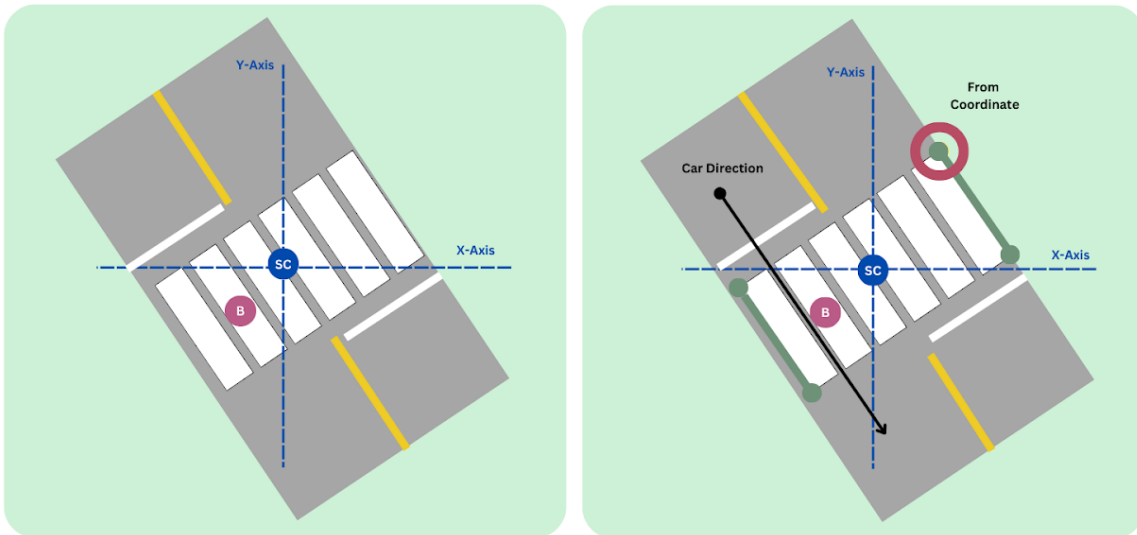 Y-Axis
SC
X-Axis
B
Y-Axis
From
Coordinate
Car Direction
SC
X-Axis
B